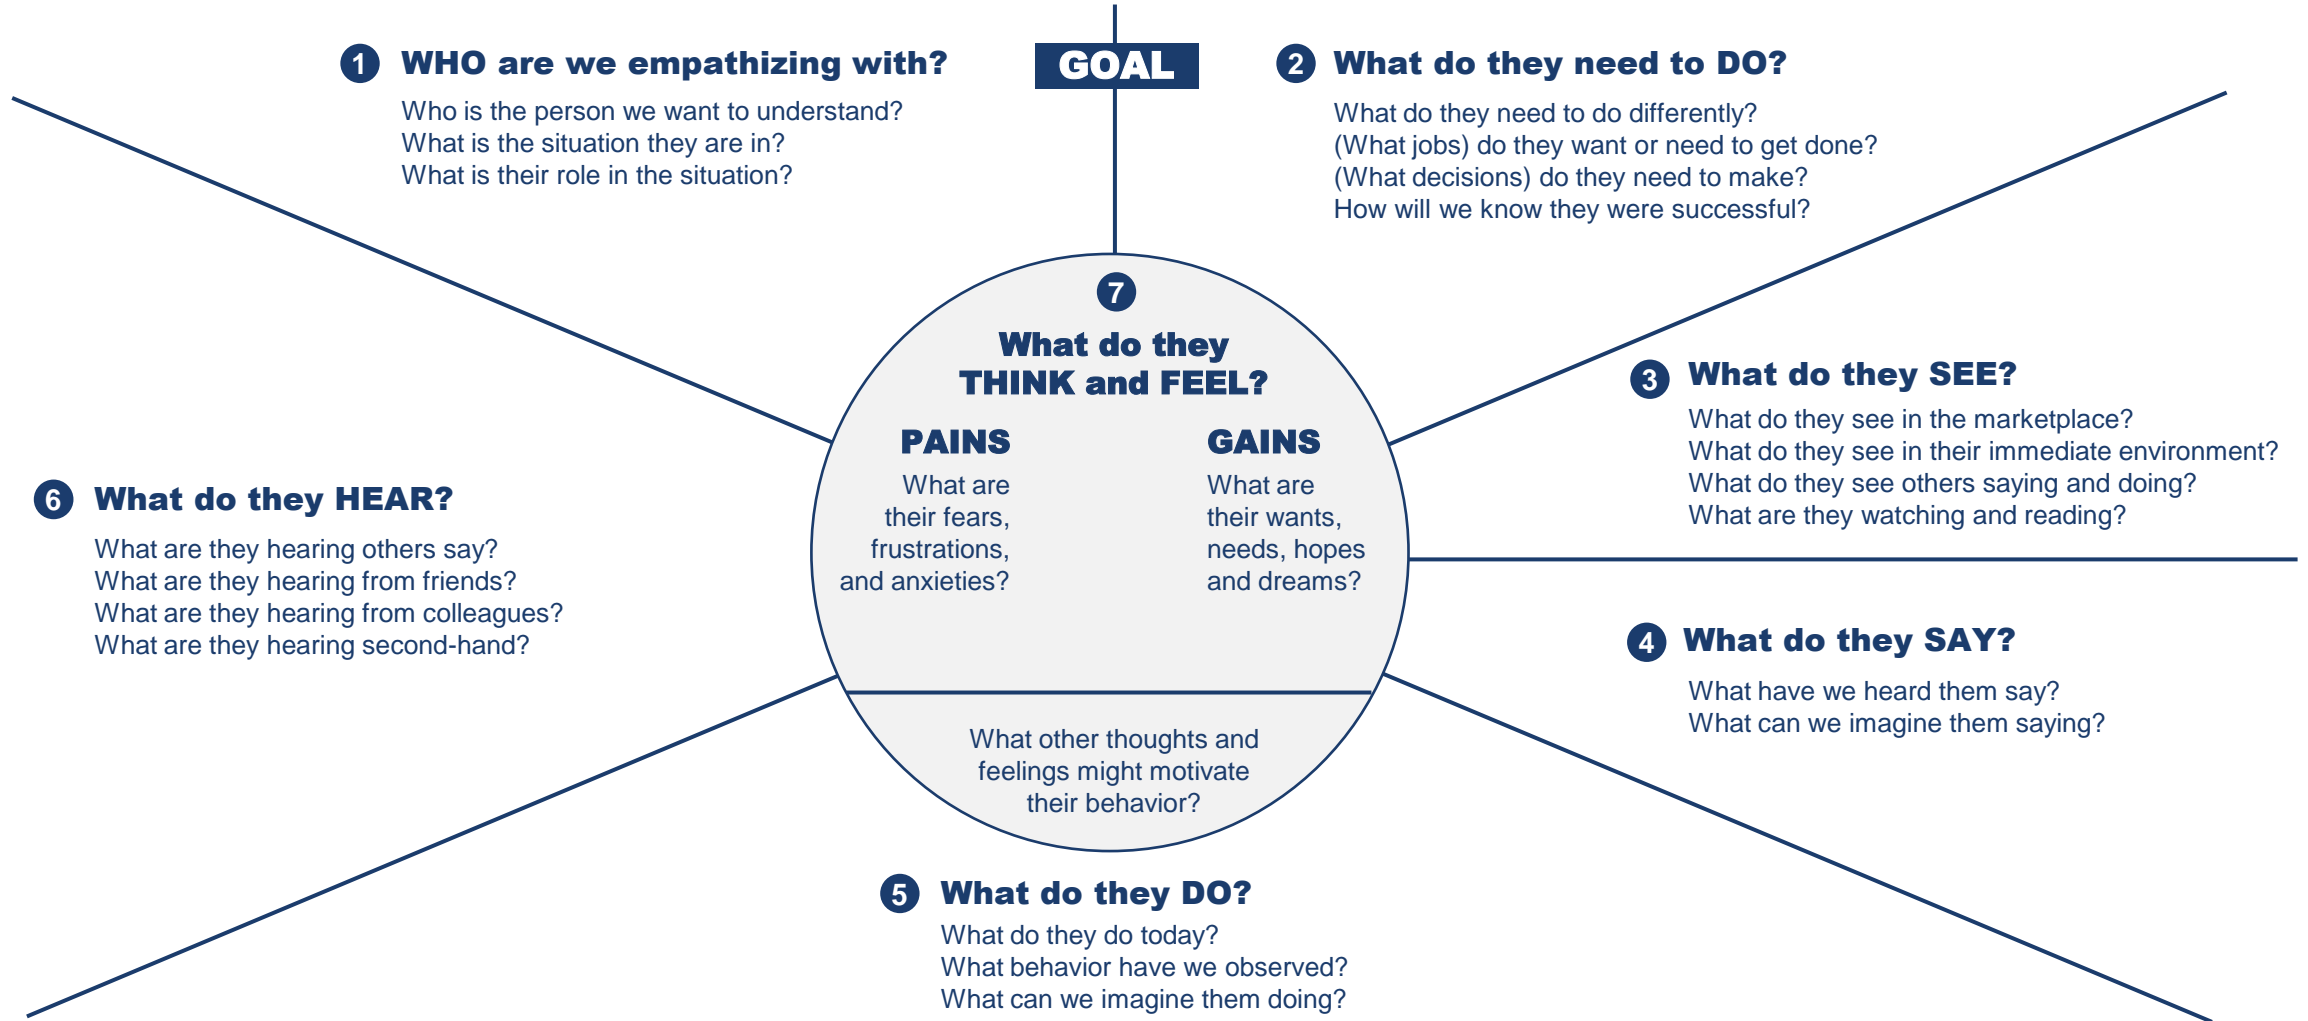 GOAL
1 WHO are we empathizing with?
Who is the person we want to understand?
What is the situation they are in?
What is their role in the situation?
2 What do they need to DO?
What do they need to do differently?
(What jobs) do they want or need to get done?
(What decisions) do they need to make?
How will we know they were successful?
3 What do they SEE?
What do they see in the marketplace?
What do they see in their immediate environment?
What do they see others saying and doing?
What are they watching and reading?
4 What do they SAY?
What have we heard them say?
What can we imagine them saying?
5 What do they DO?
What do they do today?
What behavior have we observed?
What can we imagine them doing?
6 What do they HEAR?
What are they hearing others say?
What are they hearing from friends?
What are they hearing from colleagues?
What are they hearing second-hand?
7
What do they
THINK and FEEL?
PAINS
What are
their fears,
frustrations,
and anxieties?
GAINS
What are
their wants,
needs, hopes
and dreams?
What other thoughts and
feelings might motivate
their behavior?